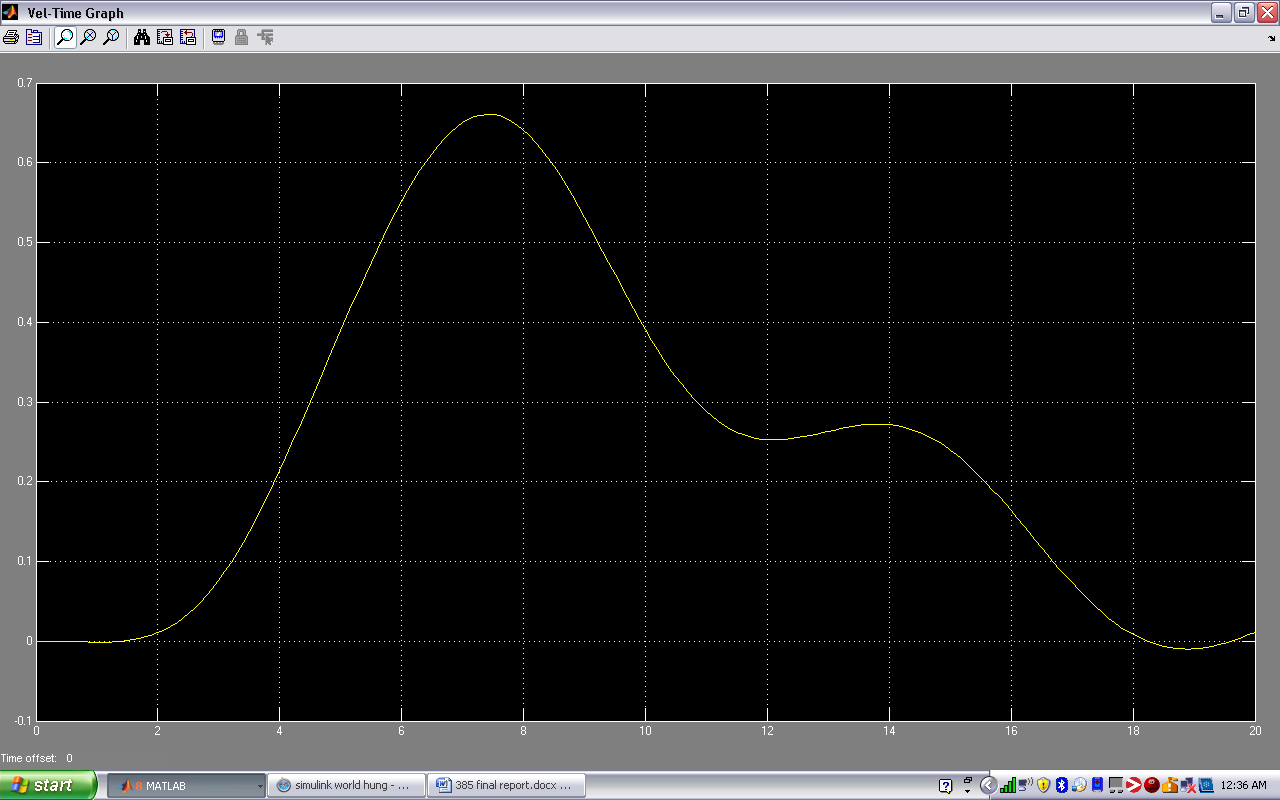 Vel-Time Graph
0.7
0.6
0.5
0.4
0.3
0.2
0.1
0
-0.1
0 2 4 6 8 10 12 14 16 18 20
Time offset: 0
start 8 MATLAB simulink world hung - ... 385 final report.docx ... 12:36 AM